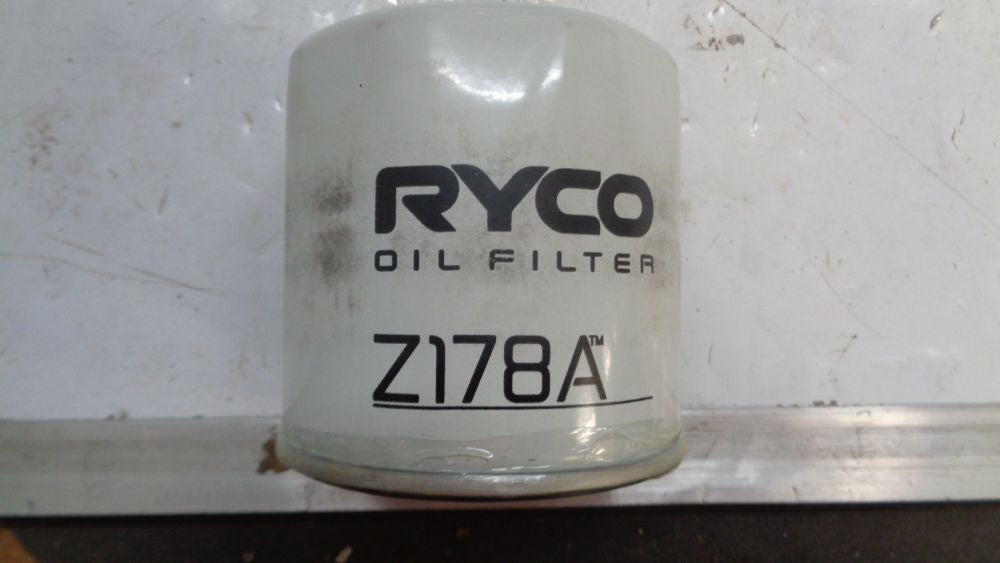 RYCO
OIL FILTER
Z178A™